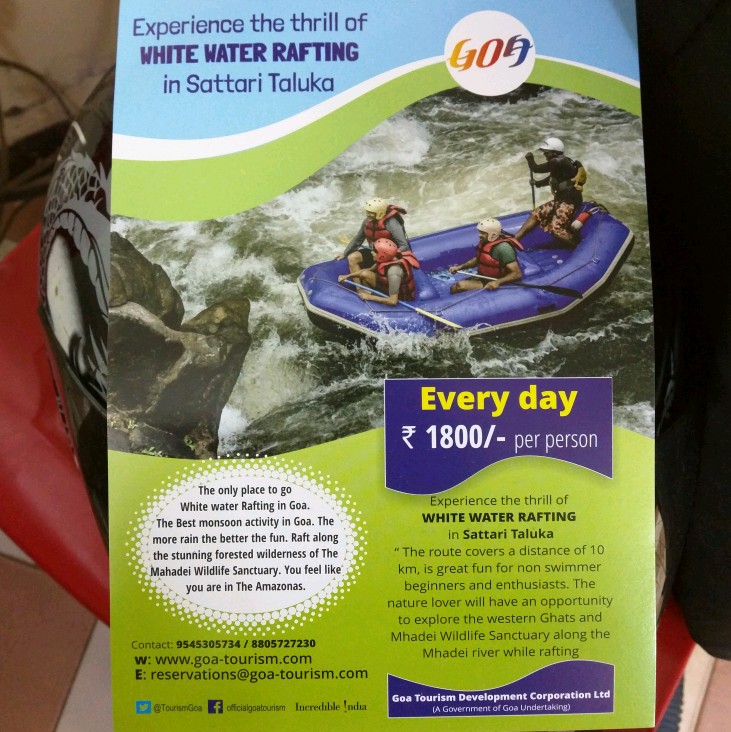 Experience the thrill of
WHITE WATER RAFTING
in Sattari Taluka
GOA
Every day
₹ 1800/- per person
The only place to go
White water Rafting in Goa.
The Best monsoon activity in Goa. The
more rain the better the fun. Raft along
the stunning forested wilderness of The
Mahadei Wildlife Sanctuary. You feel like
you are in The Amazonas.
Experience the thrill of
WHITE WATER RAFTING
in Sattari Taluka
“ The route covers a distance of 10
km, is great fun for non swimmer
beginners and enthusiasts. The
nature lover will have an opportunity
to explore the western Ghats and
Mhadei Wildlife Sanctuary along the
Mhadei river while rafting
Contact: 9545305734 / 8805727230
w: www.goa-tourism.com
E: reservations@goa-tourism.com
@TourismGoa officialgoatourism Incredible !ndia
Goa Tourism Development Corporation Ltd
(A Government of Goa Undertaking)